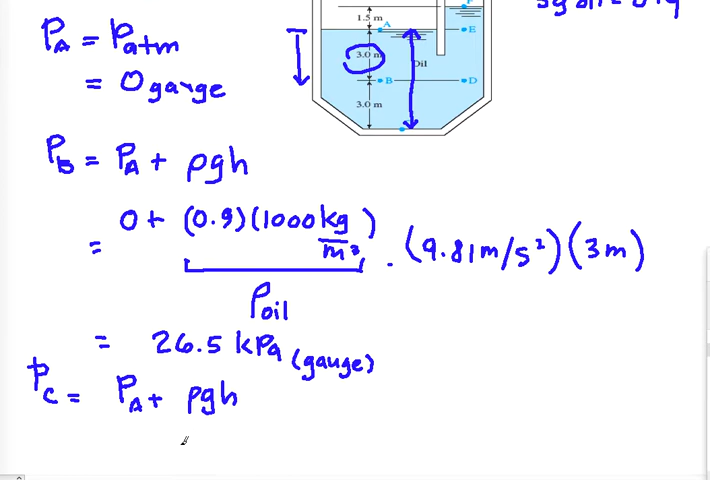 1.5 m
A
E
P_A = P_atm
3.0 m
Oil
= 0 gauge
B
D
3.0 m
P_B = P_A + ρgh
= 0 + (0.9)(1000 kg/m³) · (9.81 m/s²)(3m)
ρ_oil
= 26.5 kPa (gauge)
P_C = P_A + ρgh